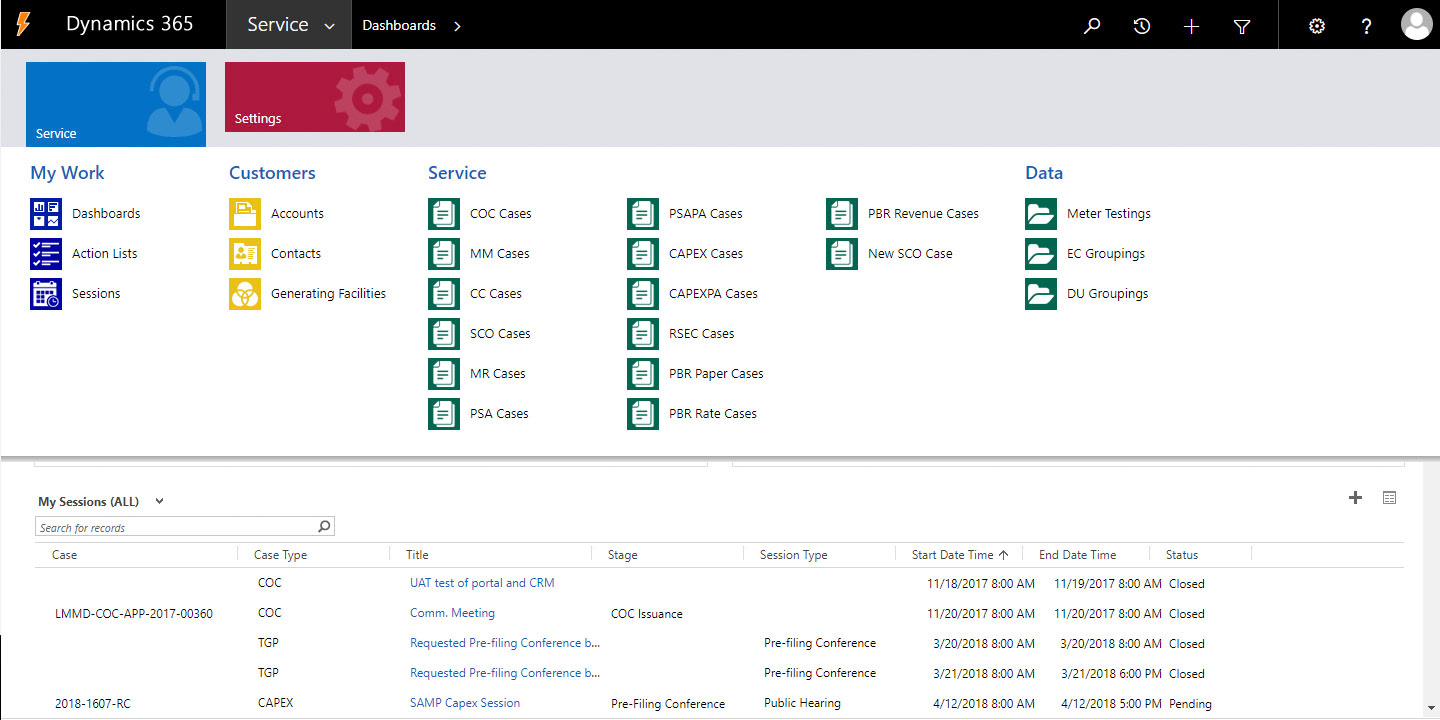 Dynamics 365 Service Dashboards
?
Service
Settings
My Work Customers Service Data
Dashboards Accounts COC Cases PSAPA Cases PBR Revenue Cases Meter Testings
Action Lists Contacts MM Cases CAPEX Cases New SCO Case EC Groupings
Sessions Generating Facilities CC Cases CAPEXPA Cases DU Groupings
SCO Cases RSEC Cases
MR Cases PBR Paper Cases
PSA Cases PBR Rate Cases
My Sessions (ALL)
Search for records
Case Case Type Title Stage Session Type Start Date Time End Date Time Status
COC UAT test of portal and CRM 11/18/2017 8:00 AM 11/19/2017 8:00 AM Closed
LMMD-COC-APP-2017-00360 COC Comm. Meeting COC Issuance 11/20/2017 8:00 AM 11/20/2017 8:00 AM Closed
TGP Requested Pre-filing Conference b... Pre-filing Conference 3/20/2018 8:00 AM 3/20/2018 8:00 AM Closed
TGP Requested Pre-filing Conference b... Pre-filing Conference 3/21/2018 8:00 AM 3/21/2018 6:00 PM Closed
2018-1607-RC CAPEX SAMP Capex Session Pre-Filing Conference Public Hearing 4/12/2018 8:00 AM 4/12/2018 5:00 PM Pending